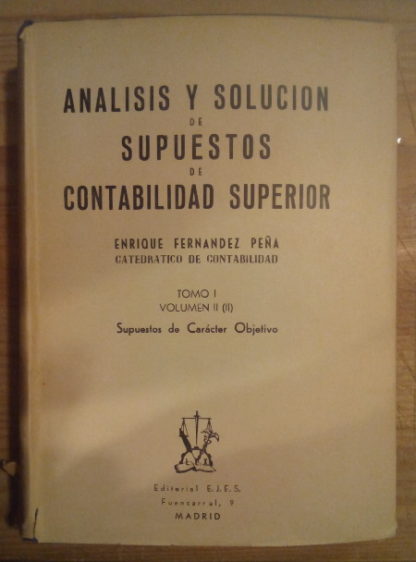 ANALISIS Y SOLUCION
DE
SUPUESTOS
DE
CONTABILIDAD SUPERIOR
ENRIQUE FERNANDEZ PEÑA
CATEDRATICO DE CONTABILIDAD
TOMO I
VOLUMEN II (II)
Supuestos de Carácter Objetivo
Editorial E.J.E.S.
Fuencarral, 9
MADRID